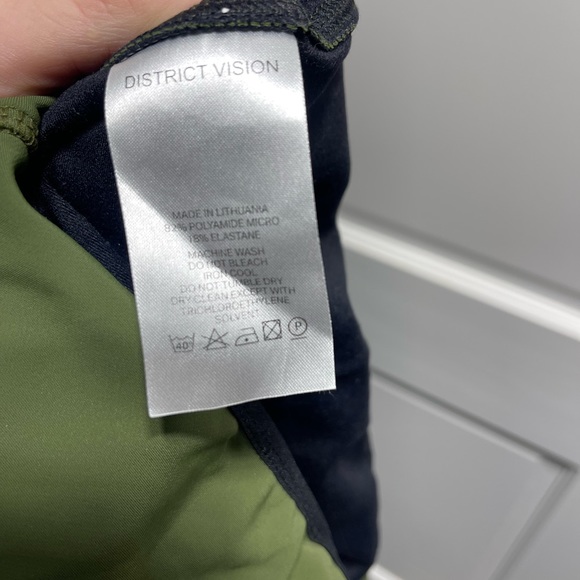 DISTRICT VISION
MADE IN LITHUANIA
82% POLYAMIDE MICRO
18% ELASTANE
MACHINE WASH
DO NOT BLEACH
IRON COOL
DO NOT TUMBLE DRY
DRY CLEAN EXCEPT WITH
TRICHLOROETHYLENE
SOLVENT
40° P